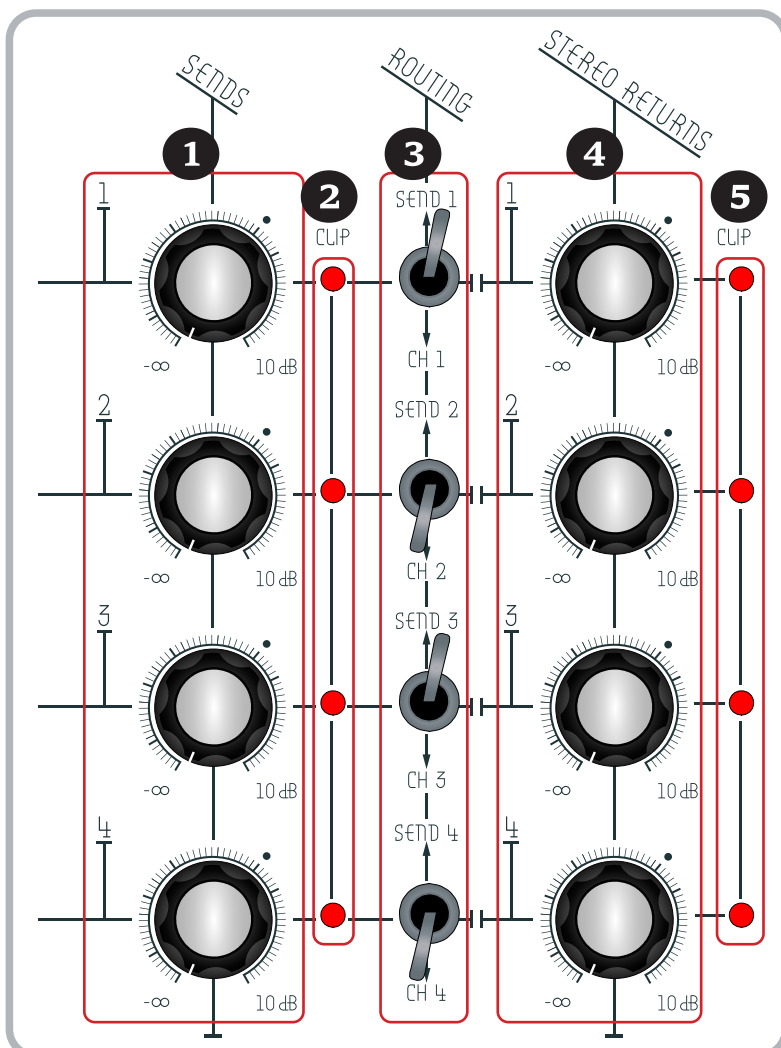 SENDS
ROUTING
STEREO RETURNS
1
2
3
4
5
1
CLIP
SEND 1
1
CLIP
-∞
10 dB
CH 1
-∞
10 dB
2
SEND 2
2
-∞
10 dB
CH 2
-∞
10 dB
3
SEND 3
3
-∞
10 dB
CH 3
-∞
10 dB
4
SEND 4
4
-∞
10 dB
CH 4
-∞
10 dB